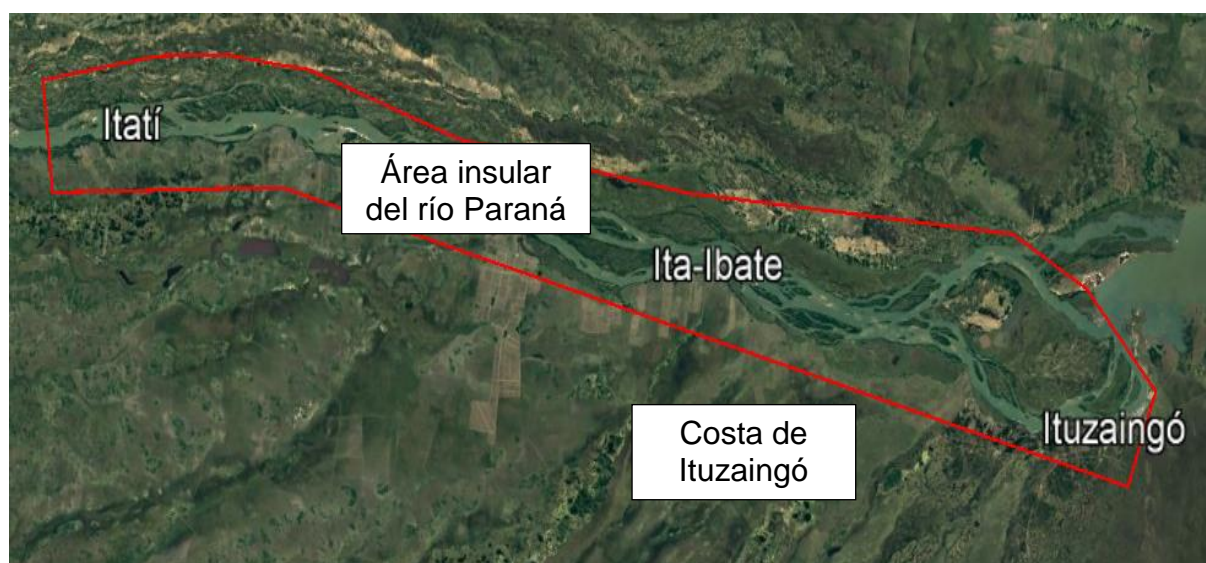 Itatí
Área insular
del río Paraná
Ita-Ibate
Costa de
Ituzaingó
Ituzaingó